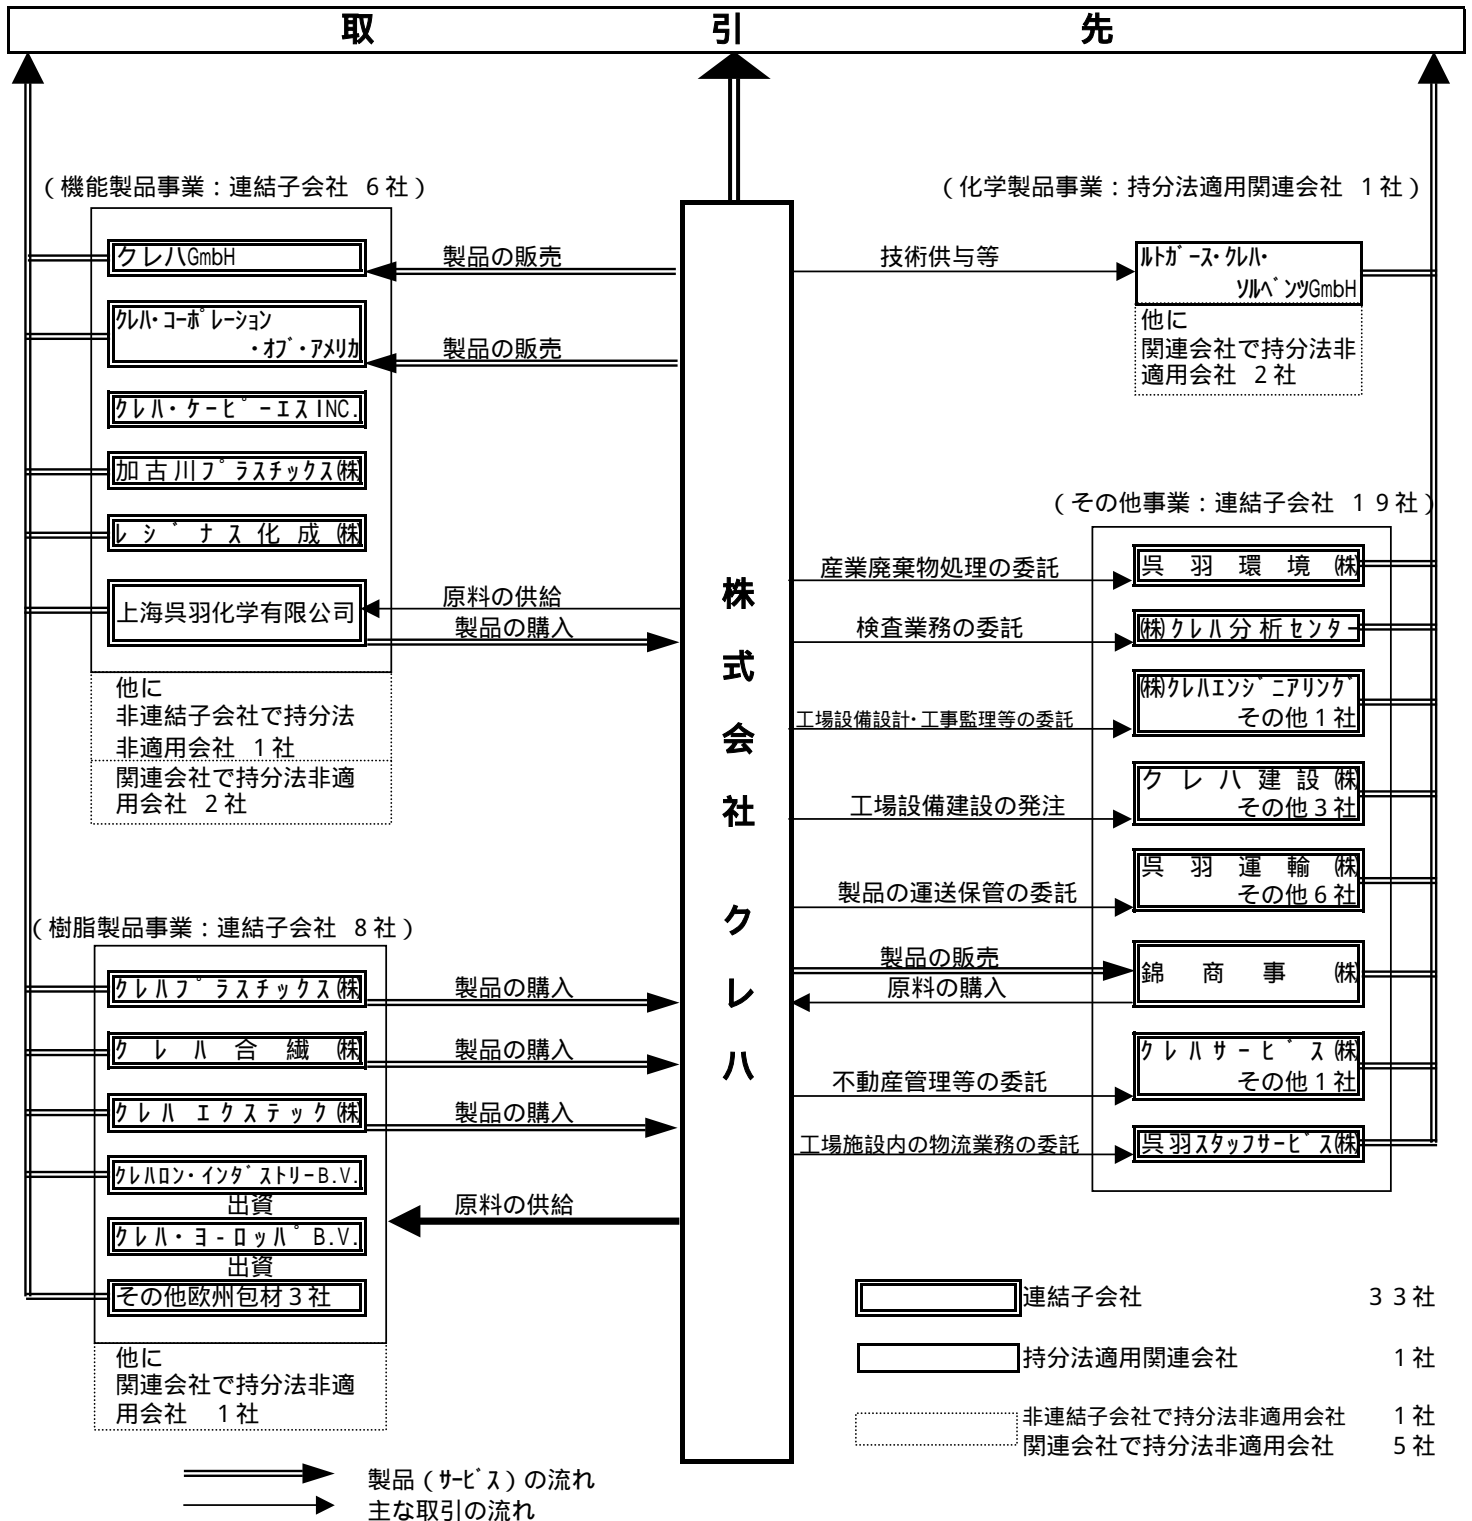 取引先
（機能製品事業：連結子会社 6社）
クレハGmbH
製品の販売
クレハ・コーポレーション
・オブ・アメリカ
製品の販売
クレハ・ケーピーエスINC.
加古川プラスチックス㈱
レジナス化成㈱
上海呉羽化学有限公司
原料の供給
製品の購入
他に
非連結子会社で持分法
非適用会社 1社
関連会社で持分法非適
用会社 2社
（樹脂製品事業：連結子会社 8社）
クレハプラスチックス㈱
製品の購入
クレハ合繊㈱
製品の購入
クレハ エクステック㈱
製品の購入
クレハロン・インダストリーB.V.
出資
クレハ・ヨ-ロッパB.V.
出資
その他欧州包材3社
原料の供給
他に
関連会社で持分法非適
用会社 1社
株式会社クレハ
（化学製品事業：持分法適用関連会社 1社）
技術供与等
ルトガース・クレハ・
ソルベンツGmbH
他に
関連会社で持分法非
適用会社 2社
（その他事業：連結子会社 19社）
産業廃棄物処理の委託
呉羽環境㈱
検査業務の委託
㈱クレハ分析センター
工場設備設計・工事監理等の委託
㈱クレハエンジニアリング
その他1社
工場設備建設の発注
クレハ建設㈱
その他3社
製品の運送保管の委託
呉羽運輸㈱
その他6社
製品の販売
原料の購入
錦商事㈱
不動産管理等の委託
クレハサービス㈱
その他1社
工場施設内の物流業務の委託
呉羽スタッフサービス㈱
連結子会社 33社
持分法適用関連会社 1社
非連結子会社で持分法非適用会社 1社
関連会社で持分法非適用会社 5社
製品（サービス）の流れ
主な取引の流れ